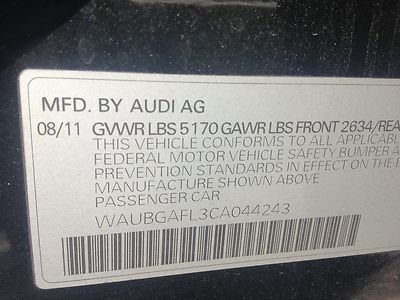 MFD. BY AUDI AG
08/11 GVWR LBS 5170 GAWR LBS FRONT 2634/REA
THIS VEHICLE CONFORMS TO ALL APPLICABLE
FEDERAL MOTOR VEHICLE SAFETY BUMPER A
PREVENTION STANDARDS IN EFFECT ON THE D
MANUFACTURE SHOWN ABOVE
PASSENGER CAR
WAUBGAFL3CA044243